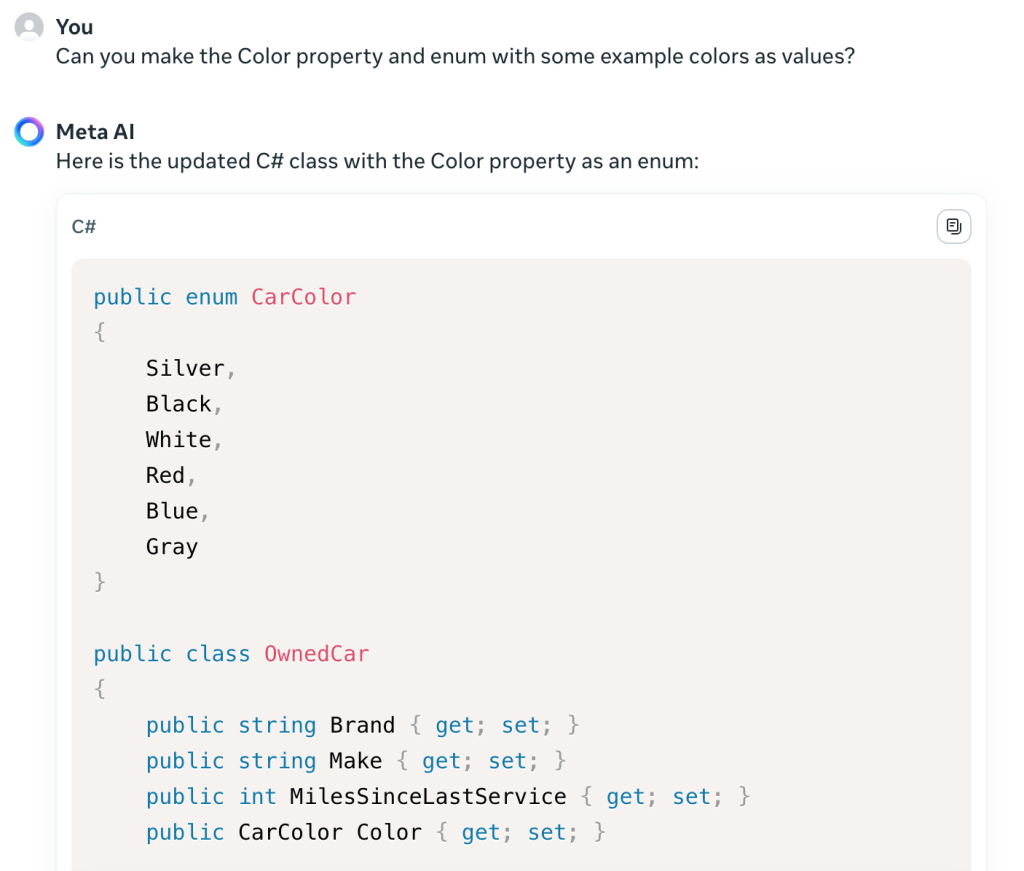 You
Can you make the Color property and enum with some example colors as values?
Meta AI
Here is the updated C# class with the Color property as an enum:
C#
public enum CarColor
{
    Silver,
    Black,
    White,
    Red,
    Blue,
    Gray
}
public class OwnedCar
{
    public string Brand { get; set; }
    public string Make { get; set; }
    public int MilesSinceLastService { get; set; }
    public CarColor Color { get; set; }